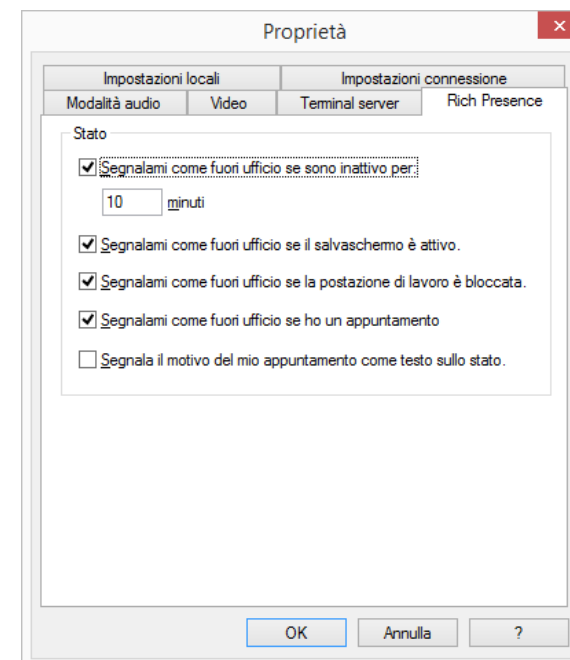 Proprietà
Impostazioni locali
Impostazioni connessione
Modalità audio
Video
Terminal server
Rich Presence
Stato
Segnalami come fuori ufficio se sono inattivo per:
10
minuti
Segnalami come fuori ufficio se il salvaschermo è attivo.
Segnalami come fuori ufficio se la postazione di lavoro è bloccata.
Segnalami come fuori ufficio se ho un appuntamento
Segnala il motivo del mio appuntamento come testo sullo stato.
OK
Annulla
?